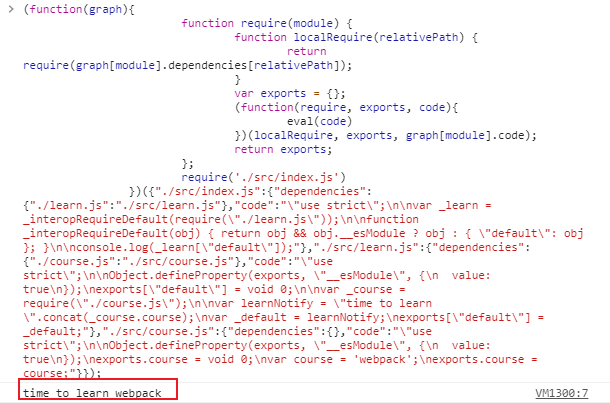 > (function(graph){
function require(module) {
function localRequire(relativePath) {
return
require(graph[module].dependencies[relativePath]);
}
var exports = {};
(function(require, exports, code){
eval(code)
})(localRequire, exports, graph[module].code);
return exports;
};
require('./src/index.js')
})({"./src/index.js":{"dependencies":
{"./learn.js":"./src/learn.js"},"code":"\"use strict\";\n\nvar _learn =
_interopRequireDefault(require(\"./learn.js\"));\n\nfunction
_interopRequireDefault(obj) { return obj && obj.__esModule ? obj : { \"default\": obj
}; }\n\nconsole.log(_learn[\"default\"]);"},"./src/learn.js":{"dependencies":
{"./course.js":"./src/course.js"},"code":"\"use
strict\";\n\nObject.defineProperty(exports, \"__esModule\", {\n  value:
true\n});\nexports[\"default\"] = void 0;\n\nvar _course =
require(\"./course.js\");\n\nvar learnNotify = \"time to learn
\".concat(_course.course);\nvar _default = learnNotify;\nexports[\"default\"] =
_default;"},"./src/course.js":{"dependencies":{},"code":"\"use
strict\";\n\nObject.defineProperty(exports, \"__esModule\", {\n  value:
true\n});\nexports.course = void 0;\nvar course = 'webpack';\nexports.course =
course;"}});
time to learn webpack VM1300:7